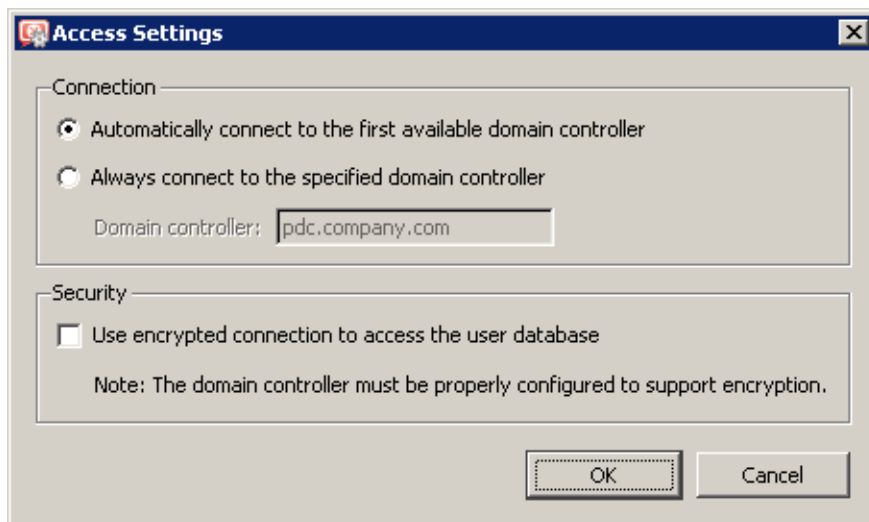 Access Settings
Connection
Automatically connect to the first available domain controller
Always connect to the specified domain controller
Domain controller: pdc.company.com
Security
Use encrypted connection to access the user database
Note: The domain controller must be properly configured to support encryption.
OK Cancel